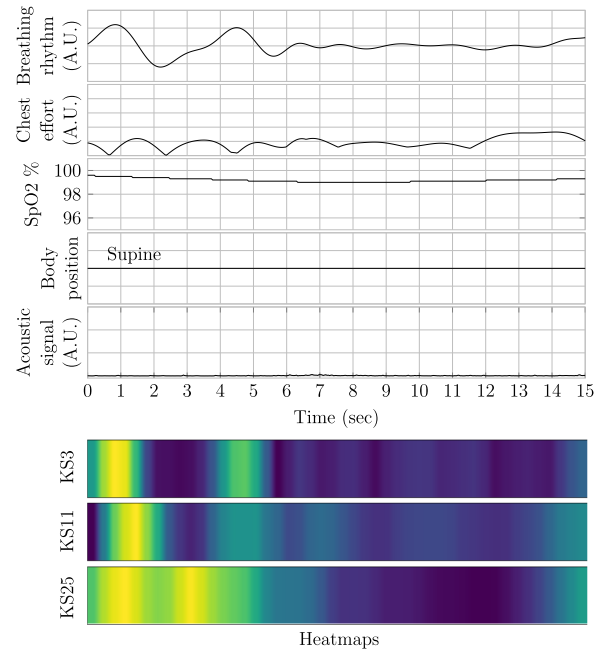 Breathing
rhythm
(A.U.)
Chest
effort
(A.U.)
SpO2 %
100
98
96
Body
position
Supine
Acoustic
signal
(A.U.)
0 1 2 3 4 5 6 7 8 9 10 11 12 13 14 15
Time (sec)
KS3
KS11
KS25
Heatmaps